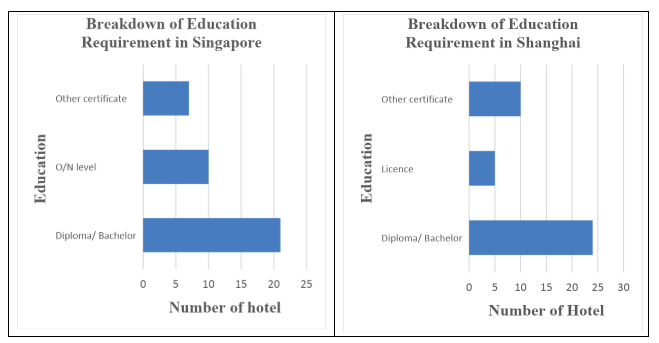 Breakdown of Education
Requirement in Singapore
Education
Other certificate
O/N level
Diploma/ Bachelor
0 5 10 15 20 25
Number of hotel
Breakdown of Education
Requirement in Shanghai
Education
Other certificate
Licence
Diploma/ Bachelor
0 5 10 15 20 25 30
Number of Hotel